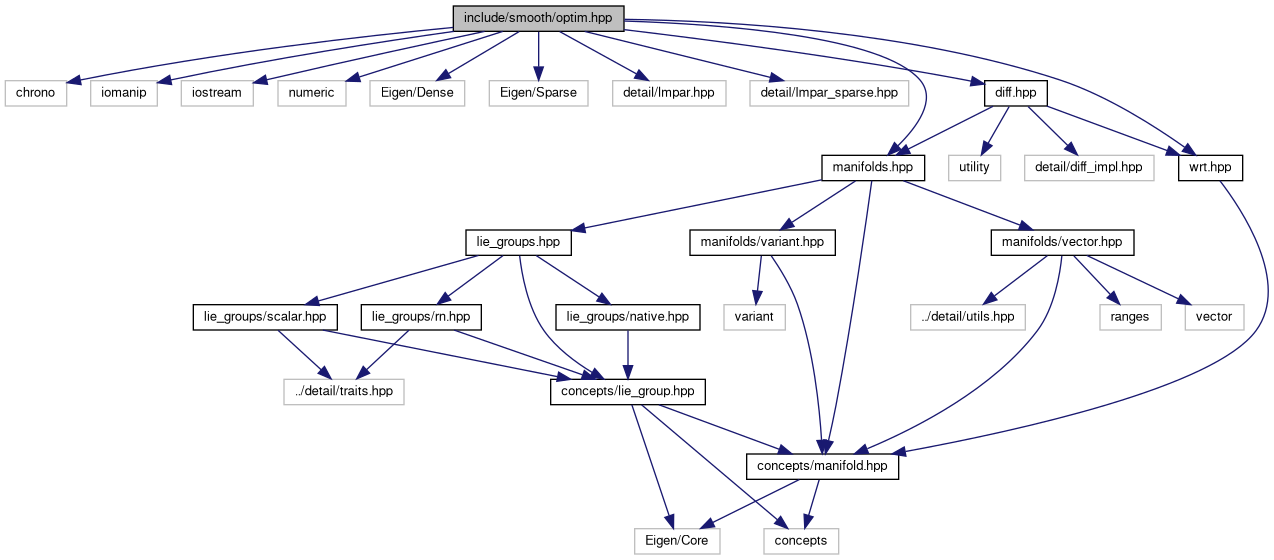 include/smooth/optim.hpp
chrono
iomanip
iostream
numeric
Eigen/Dense
Eigen/Sparse
detail/lmpar.hpp
detail/lmpar_sparse.hpp
diff.hpp
manifolds.hpp
utility
detail/diff_impl.hpp
wrt.hpp
lie_groups.hpp
manifolds/variant.hpp
manifolds/vector.hpp
lie_groups/scalar.hpp
lie_groups/rn.hpp
lie_groups/native.hpp
variant
../detail/utils.hpp
ranges
vector
../detail/traits.hpp
concepts/lie_group.hpp
concepts/manifold.hpp
Eigen/Core
concepts